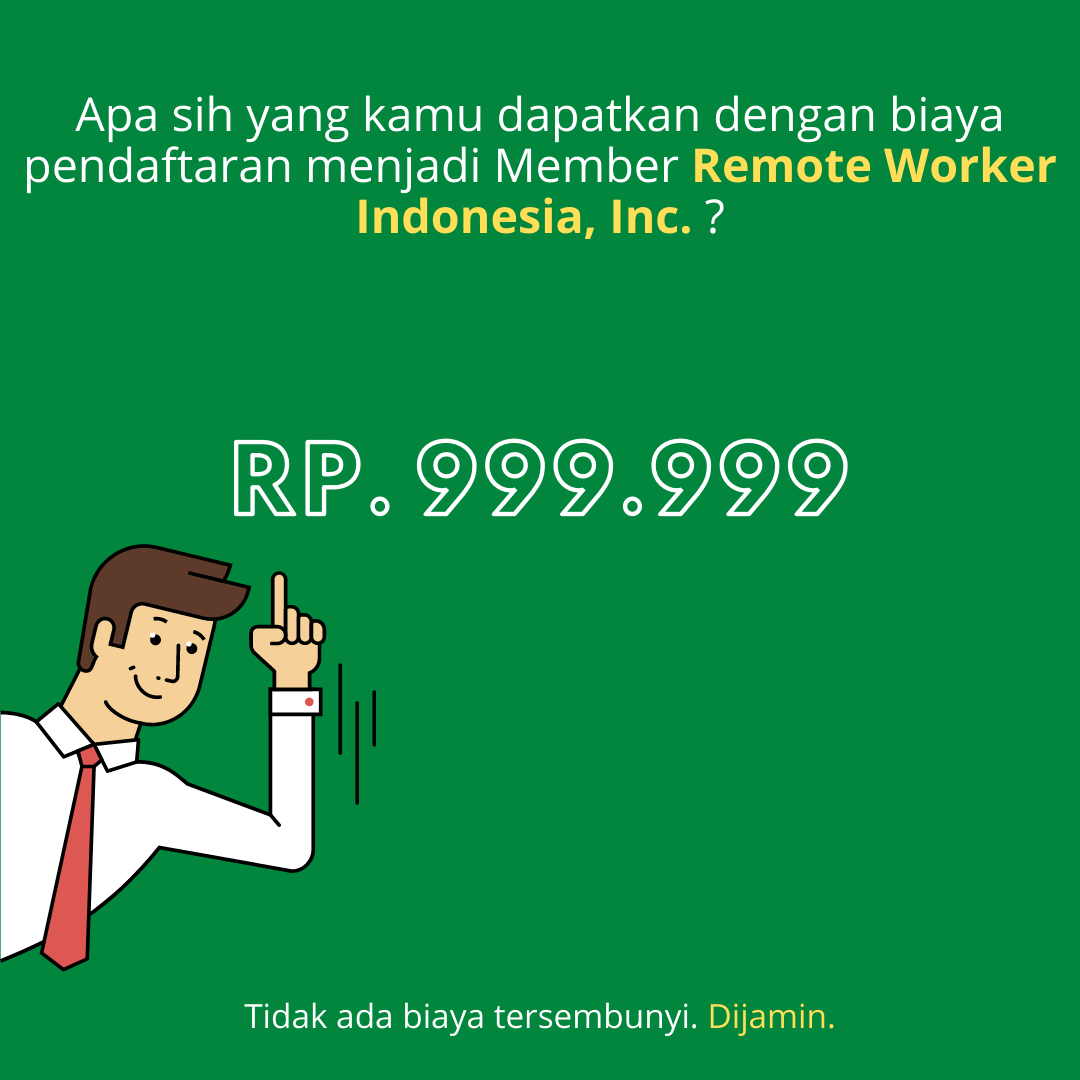 Apa sih yang kamu dapatkan dengan biaya
pendaftaran menjadi Member Remote Worker
Indonesia, Inc. ?
RP. 999.999
Tidak ada biaya tersembunyi. Dijamin.